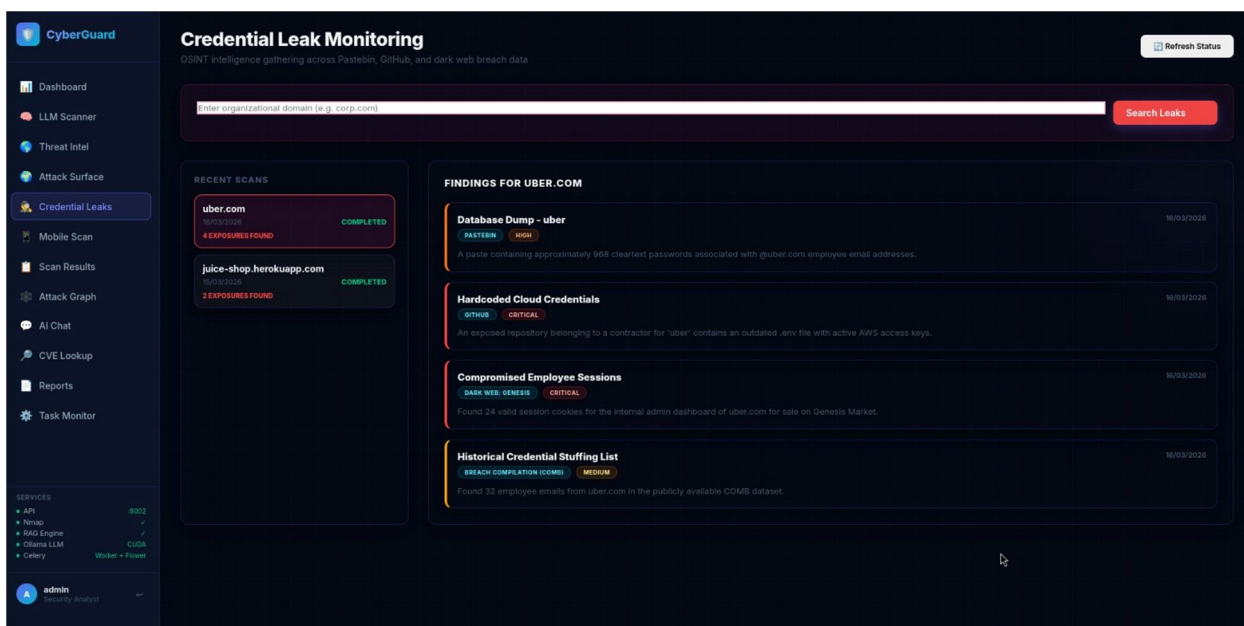 CyberGuard
Dashboard
LLM Scanner
Threat Intel
Attack Surface
Credential Leaks
Mobile Scan
Scan Results
Attack Graph
AI Chat
CVE Lookup
Reports
Task Monitor
SERVICES
API :8002
Nmap ✓
RAG Engine ✓
Ollama LLM CUDA
Celery Worker + Flower
A
admin
Security Analyst
Credential Leak Monitoring
OSINT intelligence gathering across Pastebin, GitHub, and dark web breach data
Refresh Status
Enter organizational domain (e.g. corp.com)
Search Leaks
RECENT SCANS
uber.com
16/03/2026 COMPLETED
4 EXPOSURES FOUND
juice-shop.herokuapp.com
15/03/2026 COMPLETED
2 EXPOSURES FOUND
FINDINGS FOR UBER.COM
Database Dump - uber 16/03/2026
PASTEBIN HIGH
A paste containing approximately 968 cleartext passwords associated with @uber.com employee email addresses.
Hardcoded Cloud Credentials 16/03/2026
GITHUB CRITICAL
An exposed repository belonging to a contractor for 'uber' contains an outdated .env file with active AWS access keys.
Compromised Employee Sessions 16/03/2026
DARK WEB: GENESIS CRITICAL
Found 24 valid session cookies for the internal admin dashboard of uber.com for sale on Genesis Market.
Historical Credential Stuffing List 16/03/2026
BREACH COMPILATION (COMB) MEDIUM
Found 32 employee emails from uber.com in the publicly available COMB dataset.